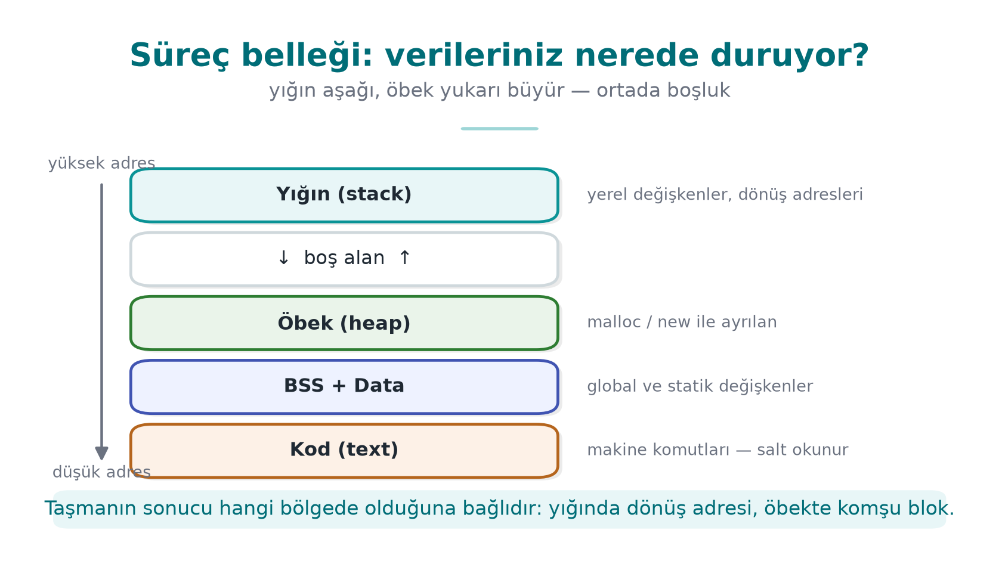 Süreç belleği: verileriniz nerede duruyor?
yığın aşağı, öbek yukarı büyür — ortada boşluk
yüksek adres
Yığın (stack)
yerel değişkenler, dönüş adresleri
↓ boş alan ↑
Öbek (heap)
malloc / new ile ayrılan
BSS + Data
global ve statik değişkenler
Kod (text)
makine komutları — salt okunur
düşük adres
Taşmanın sonucu hangi bölgede olduğuna bağlıdır: yığında dönüş adresi, öbekte komşu blok.